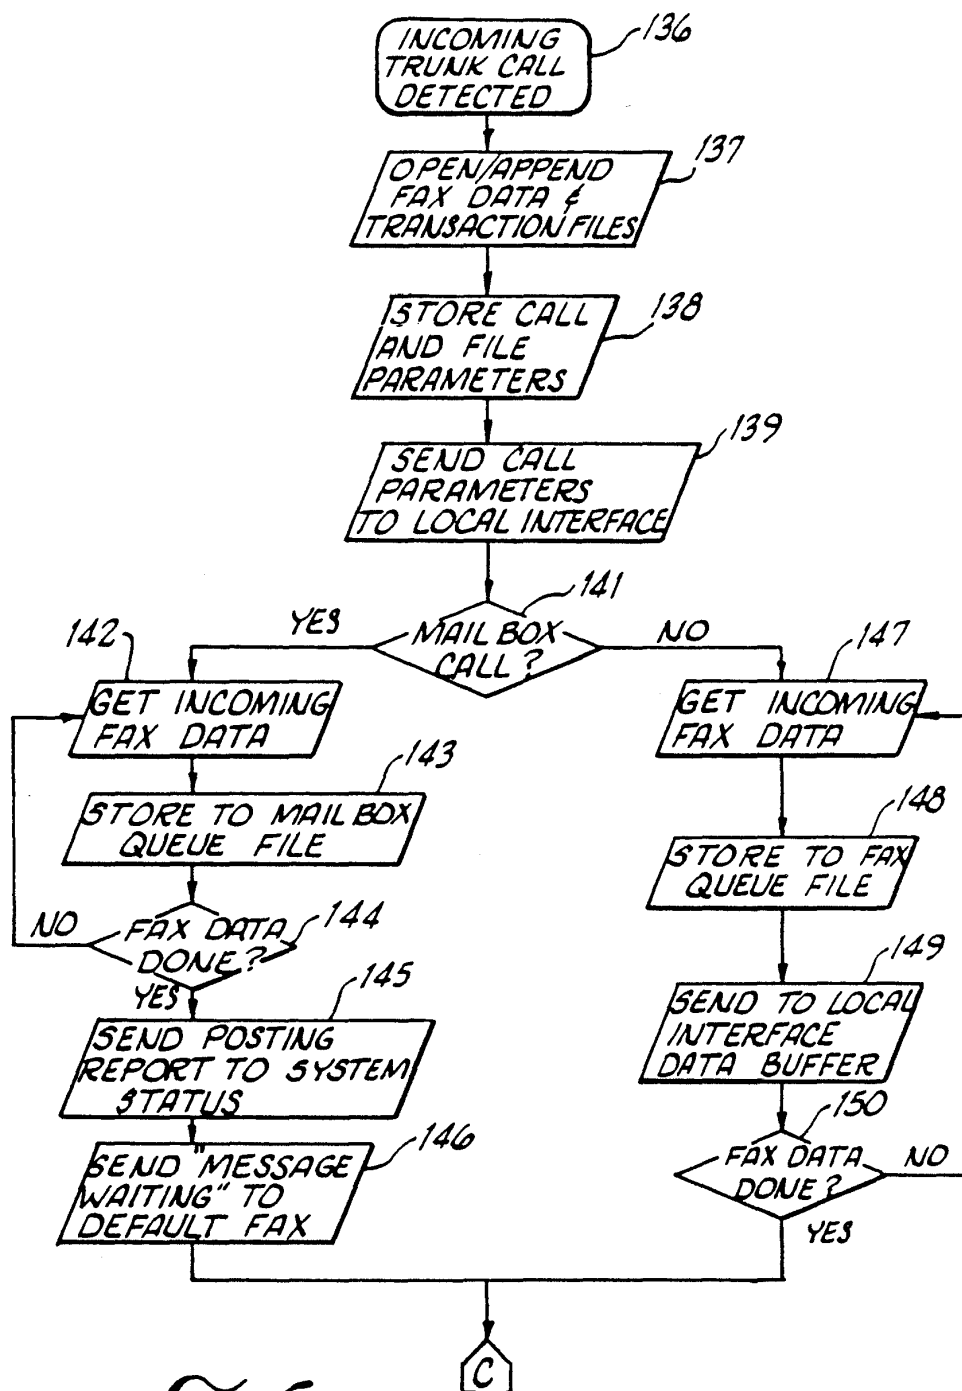 INCOMING
TRUNK CALL
DETECTED
136
OPEN/APPEND
FAX DATA &
TRANSACTION FILES
137
STORE CALL
AND FILE
PARAMETERS
138
SEND CALL
PARAMETERS
TO LOCAL INTERFACE
139
MAIL BOX
CALL?
141
YES
NO
142
GET INCOMING
FAX DATA
143
STORE TO MAIL BOX
QUEUE FILE
FAX DATA
DONE?
144
NO
YES
145
SEND POSTING
REPORT TO SYSTEM
STATUS
146
SEND "MESSAGE
WAITING" TO
DEFAULT FAX
147
GET INCOMING
FAX DATA
148
STORE TO FAX
QUEUE FILE
149
SEND TO LOCAL
INTERFACE
DATA BUFFER
150
FAX DATA
DONE?
NO
YES
C